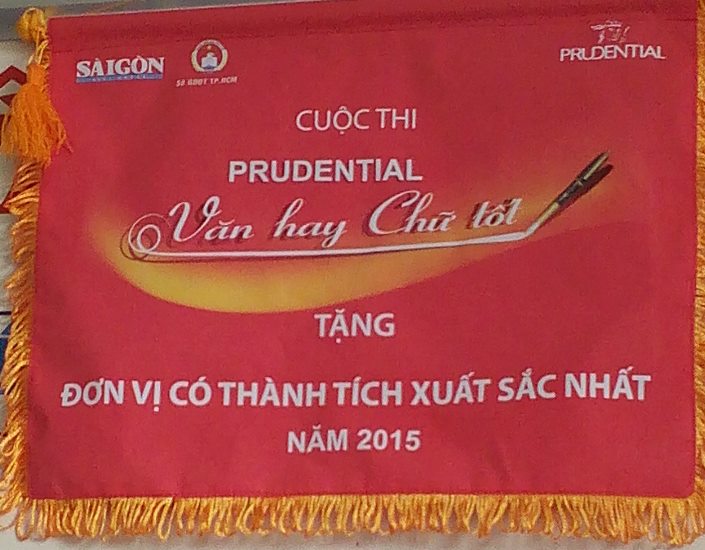 SÀIGÒN
SỞ GDĐT TP.HCM
PRUDENTIAL
CUỘC THI
PRUDENTIAL
Văn hay Chữ tốt
TẶNG
ĐƠN VỊ CÓ THÀNH TÍCH XUẤT SẮC NHẤT
NĂM 2015